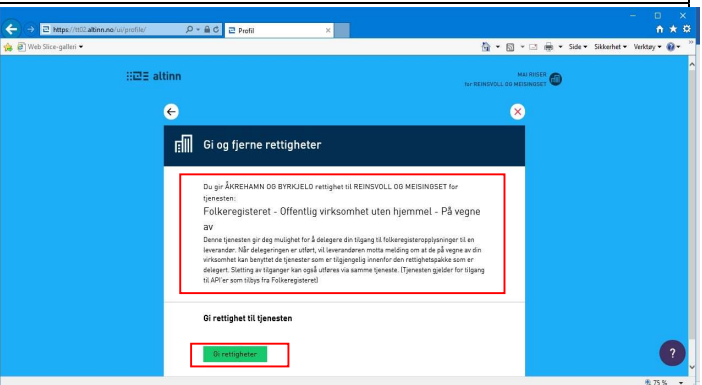 https://tt02.altinn.no/ui/profile/
Profil
Web Slice-galleri
Side
Sikkerhet
Verktøy
altinn
MAI RIISER
for REINSVOLL OG MEISINGSET
Gi og fjerne rettigheter
Du gir ÅKREHAMN OG BYRKJELO rettighet til REINSVOLL OG MEISINGSET for
tjenesten:
Folkeregisteret - Offentlig virksomhet uten hjemmel - På vegne
av
Denne tjenesten gir deg mulighet for å delegere din tilgang til folkeregisteropplysninger til en
leverandør. Når delegeringen er utført, vil leverandøren motta melding om at de på vegne av din
virksomhet kan benyttet de tjenester som er tilgjengelig innenfor den rettighetspakke som er
delegert. Sletting av tilganger kan også utføres via samme tjeneste. (Tjenesten gjelder for tilgang
til API'er som tilbys fra Folkeregisteret)
Gi rettighet til tjenesten
Gi rettigheter
?
75 %